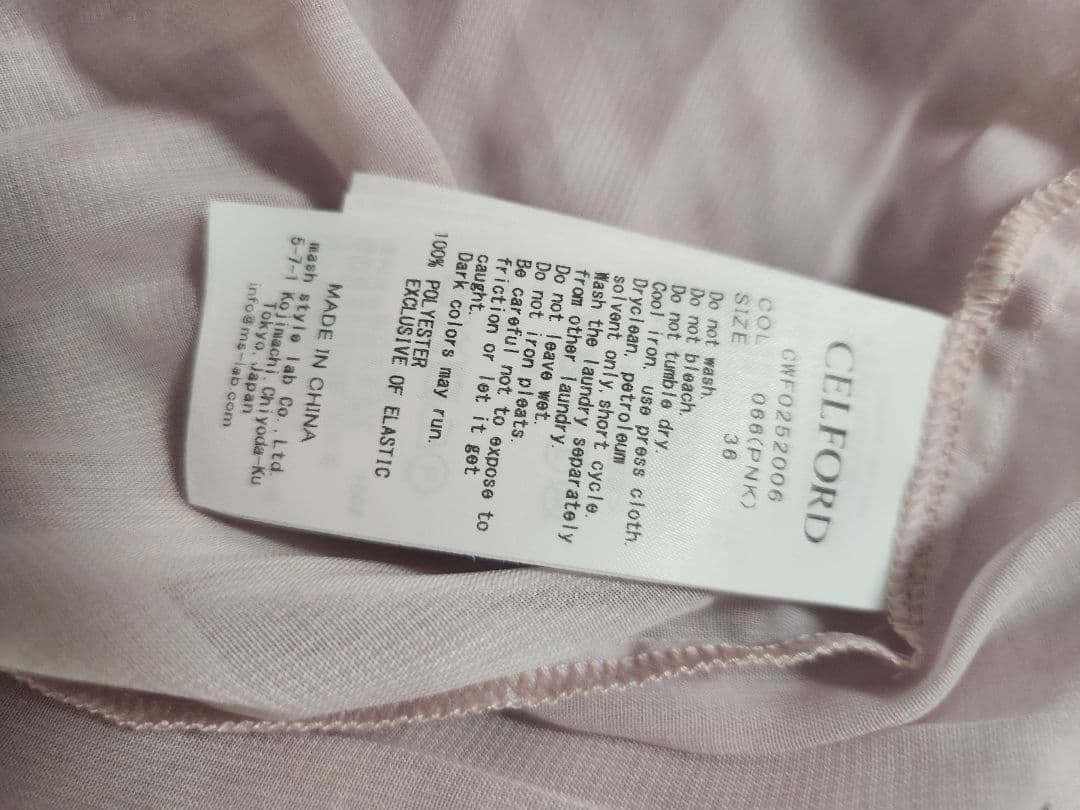 CELFORD
CWF0252006
COL 066(PNK)
SIZE 36
Do not wash.
Do not bleach.
Do not tumble dry.
Cool iron, use press cloth.
Dryclean, petroleum
solvent only, short cycle.
Wash the laundry separately
from other laundry.
Do not leave wet.
Do not iron pleats.
Be careful not to expose to
friction or let it get
caught.
Dark colors may run.
100% POLYESTER
EXCLUSIVE OF ELASTIC
MADE IN CHINA
mash style lab Co., Ltd.
5-7-1 Kojimachi, Chiyoda-Ku
Tokyo, Japan
info@ms-lab.com